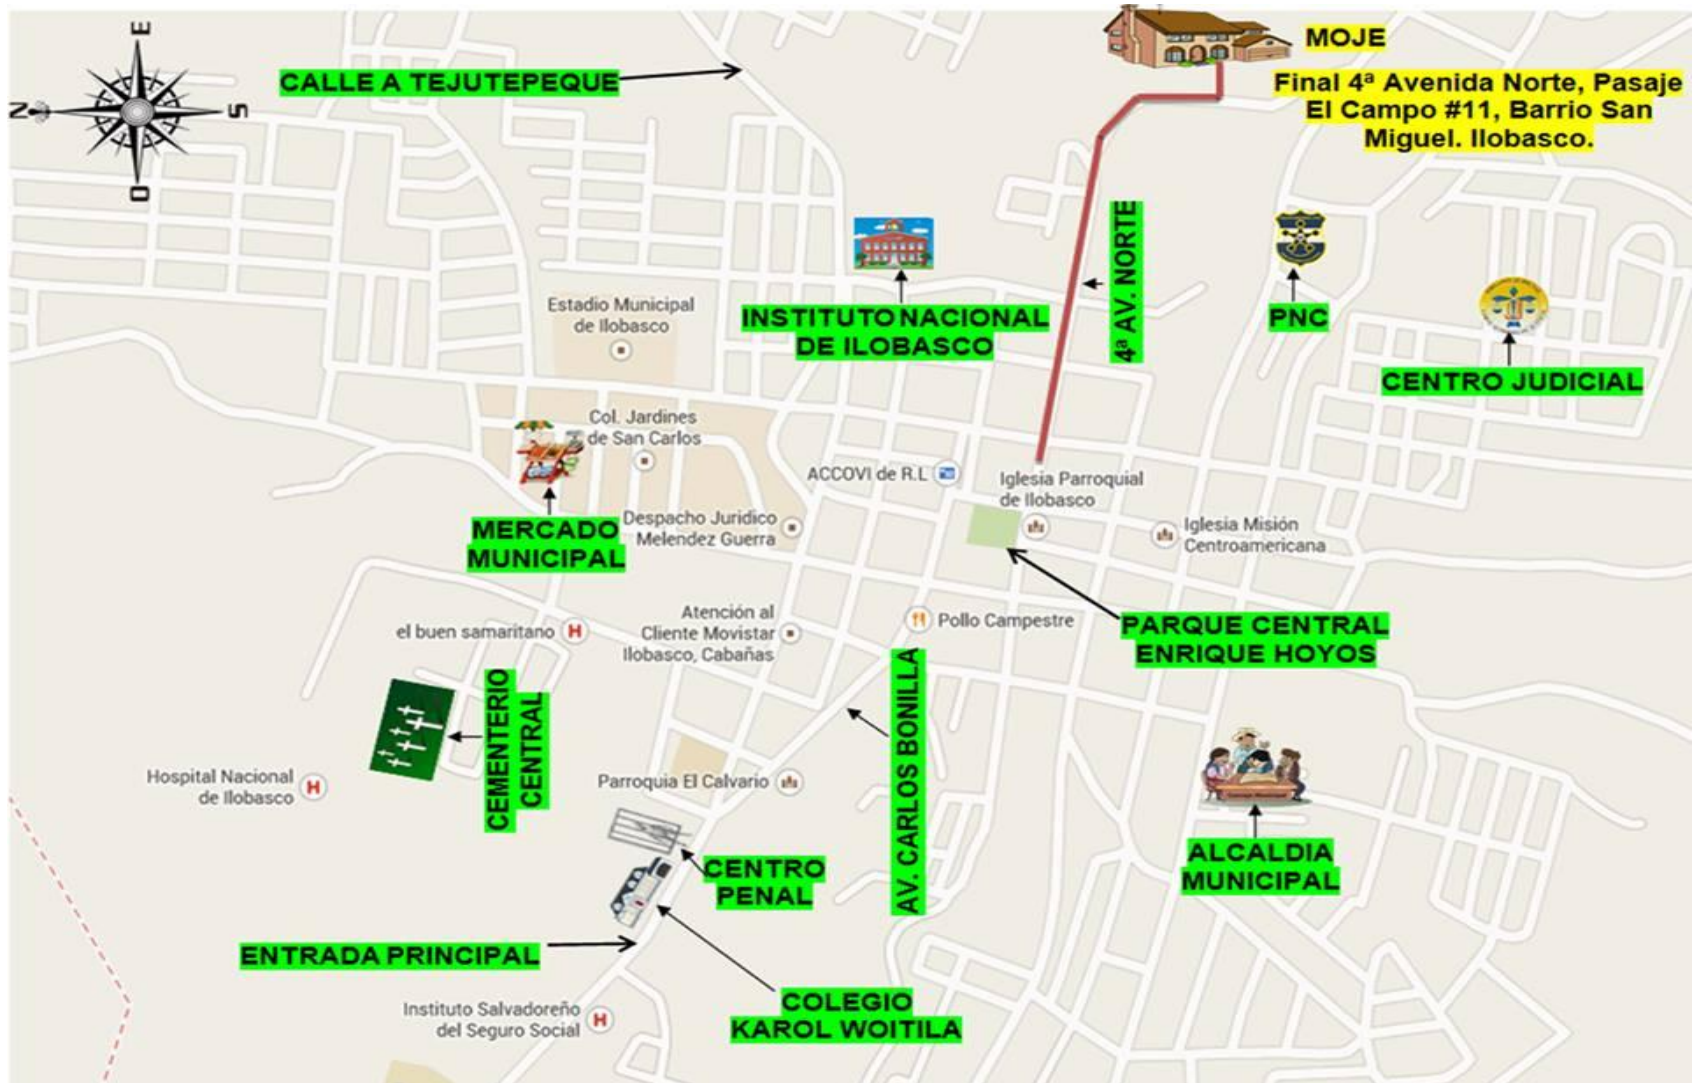 E
N
S
O
CALLE A TEJUTEPEQUE
MOJE
Final 4ª Avenida Norte, Pasaje
El Campo #11, Barrio San
Miguel. Ilobasco.
4ª AV. NORTE
INSTITUTO NACIONAL
DE ILOBASCO
PNC
CENTRO JUDICIAL
Estadio Municipal
de Ilobasco
Col. Jardines
de San Carlos
ACCOVI de R.L
Iglesia Parroquial
de Ilobasco
MERCADO
MUNICIPAL
Despacho Juridico
Melendez Guerra
Iglesia Misión
Centroamericana
el buen samaritano
H
Atención al
Cliente Movistar
Ilobasco, Cabañas
Pollo Campestre
PARQUE CENTRAL
ENRIQUE HOYOS
CEMENTERIO
CENTRAL
AV. CARLOS BONILLA
Hospital Nacional
de Ilobasco
H
Parroquia El Calvario
CENTRO
PENAL
ALCALDIA
MUNICIPAL
ENTRADA PRINCIPAL
COLEGIO
KAROL WOITILA
Instituto Salvadoreño
del Seguro Social
H